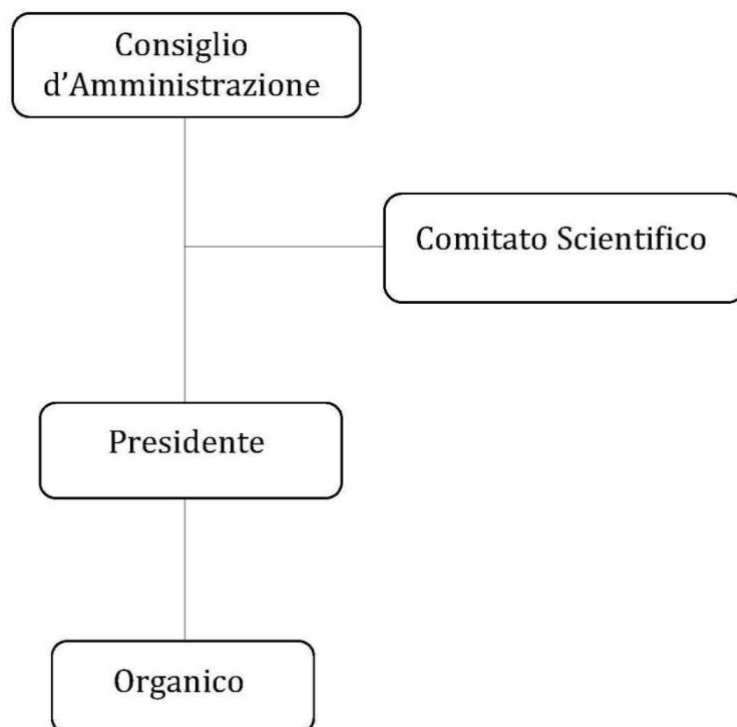 Consiglio
d’Amministrazione
Comitato Scientifico
Presidente
Organico